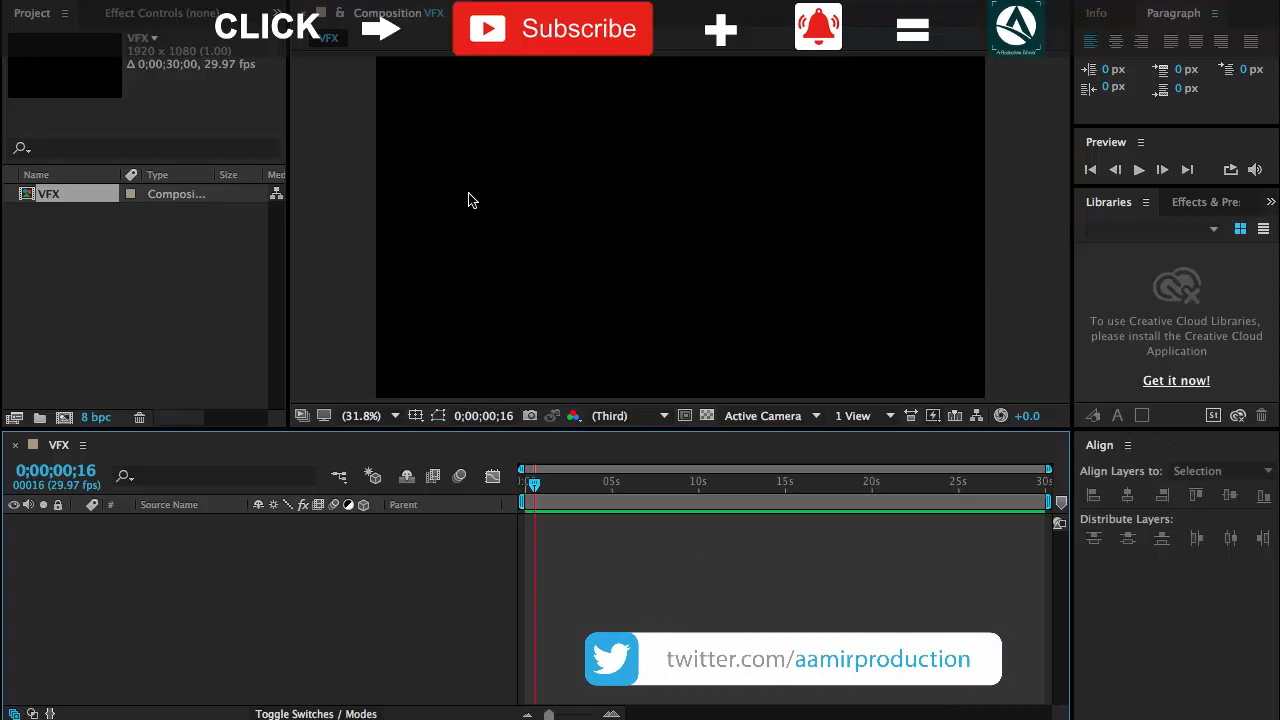 Project
Effect Controls (none)
CLICK
Subscribe
Composition VFX
Info
Paragraph
VFX
VFX
1920 x 1080 (1.00)
Δ 0;00;30;00, 29.97 fps
0 px
0 px
0 px
0 px
0 px
Preview
Name
Type
Size
Med
VFX
Composi...
Libraries
Effects & Pre
To use Creative Cloud Libraries,
please install the Creative Cloud
Application
Get it now!
8 bpc
(31.8%)
0;00;00;16
(Third)
Active Camera
1 View
+0.0
VFX
Align
0;00;00;16
00016 (29.97 fps)
05s
10s
15s
20s
25s
30s
Align Layers to:
Selection
#
Source Name
fx
Parent
Distribute Layers:
twitter.com/aamirproduction
Toggle Switches / Modes